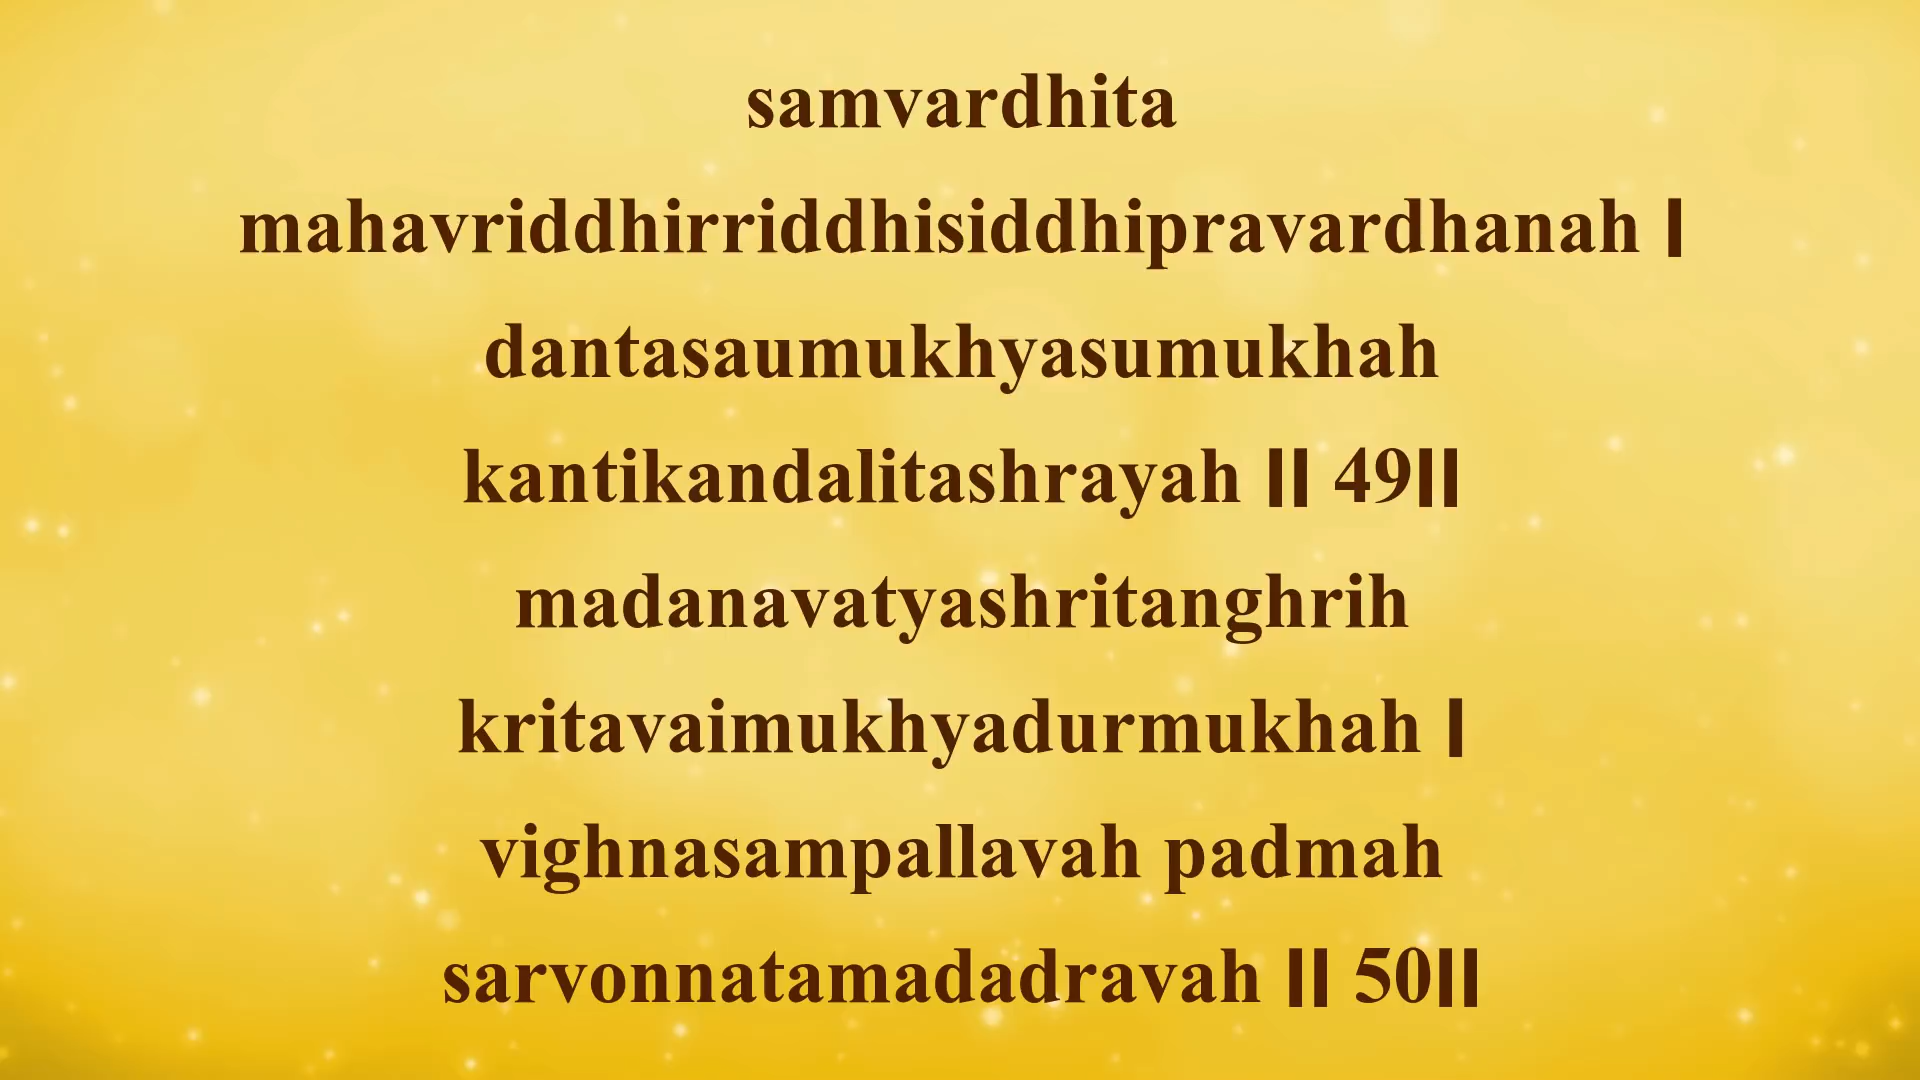 samvardhita
mahavriddhirriddhisiddhipravardhanah ।
dantasaumukhyasumukhah
kantikandalitashrayah ॥ 49॥
madanavatyashritanghrih
kritavaimukhyadurmukhah ।
vighnasampallavah padmah
sarvonnatamadadravah ॥ 50॥